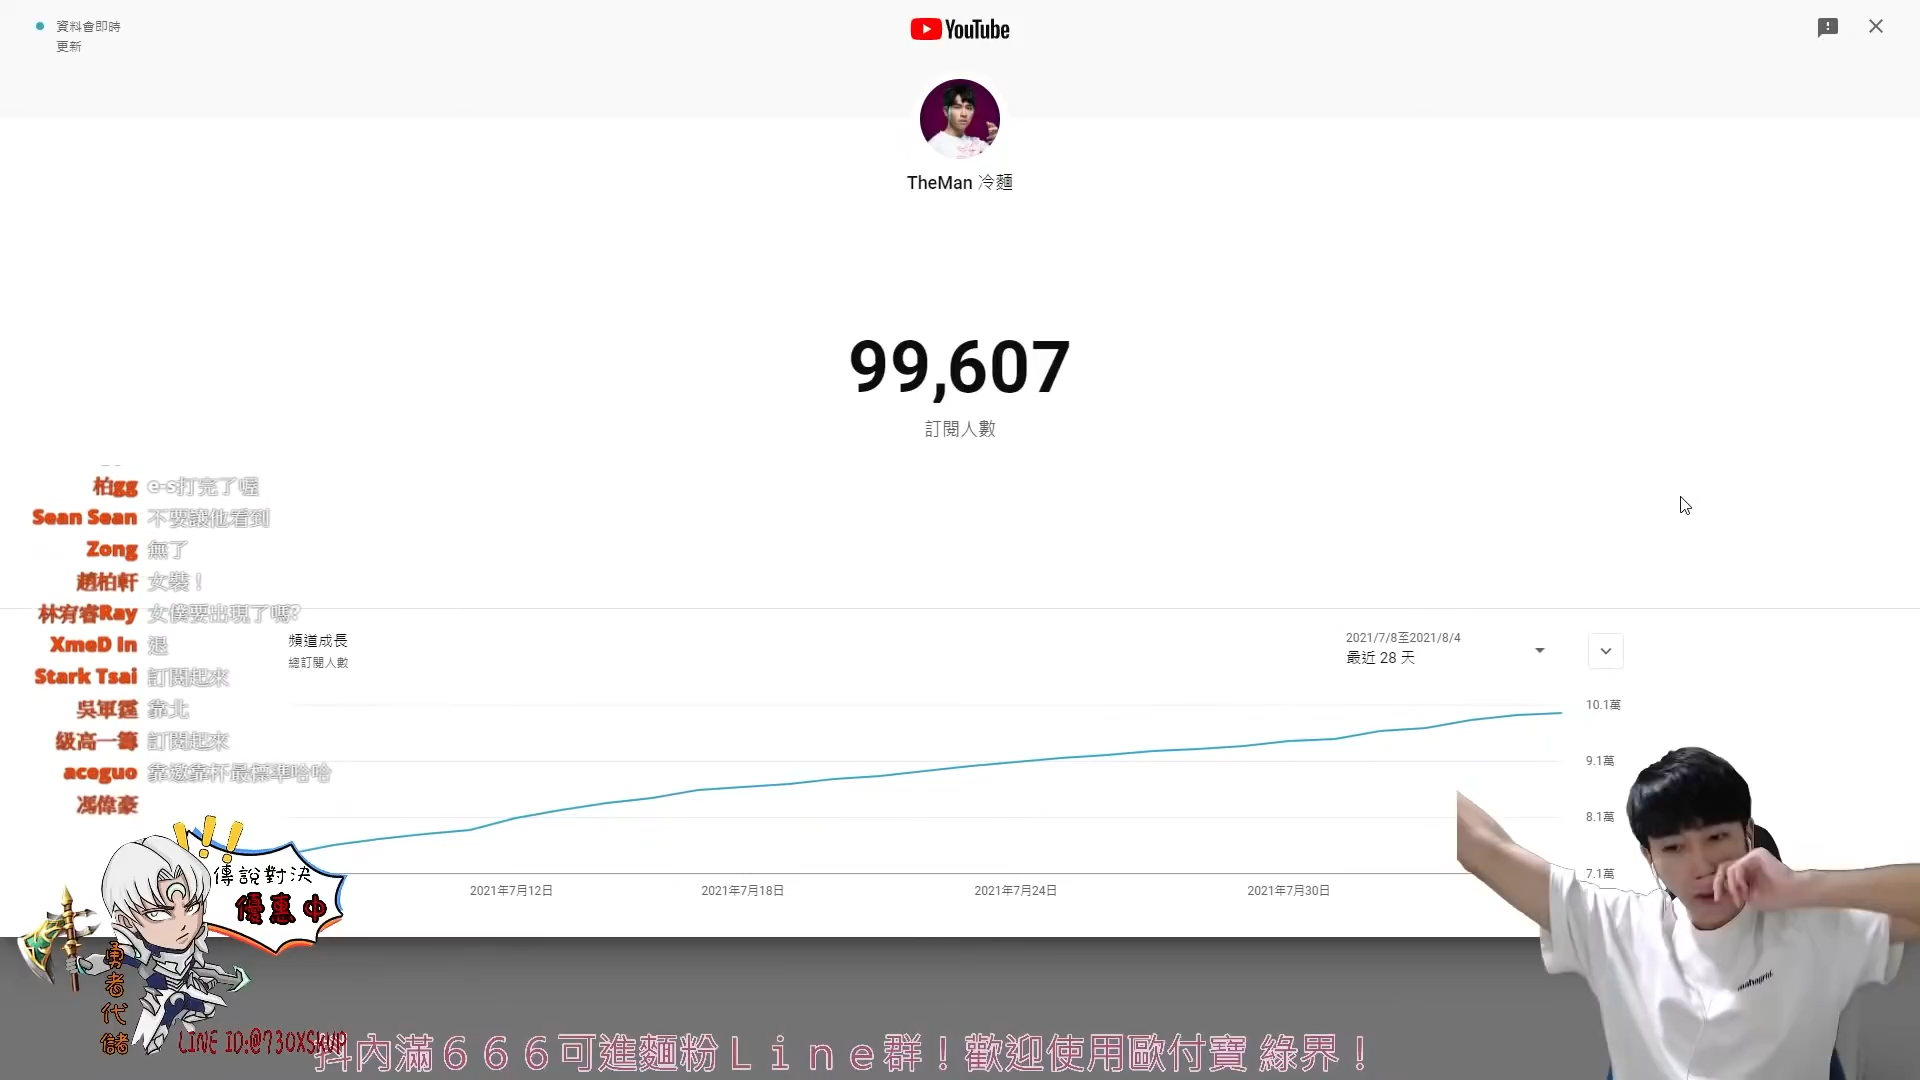 資料會即時
更新
YouTube
TheMan 冷麵
99,607
訂閱人數
柏gg e-s打完了喔
Sean Sean 不要讓他看到
Zong 無了
趙柏軒 女裝！
林宥睿Ray 女僕要出現了嗎?
XmeD In 退
Stark Tsai 訂閱起來
吳軍霆 靠北
級高一籌 訂閱起來
aceguo 靠邀靠杯最標準哈哈
馮偉豪
頻道成長
總訂閱人數
2021/7/8至2021/8/4
最近 28 天
10.1萬
9.1萬
8.1萬
7.1萬
2021年7月12日
2021年7月18日
2021年7月24日
2021年7月30日
傳說對決
優惠中
勇者代儲
LINE ID:@730XSKVP
抖內滿６６６可進麵粉Ｌｉｎｅ群！歡迎使用歐付寶 綠界！